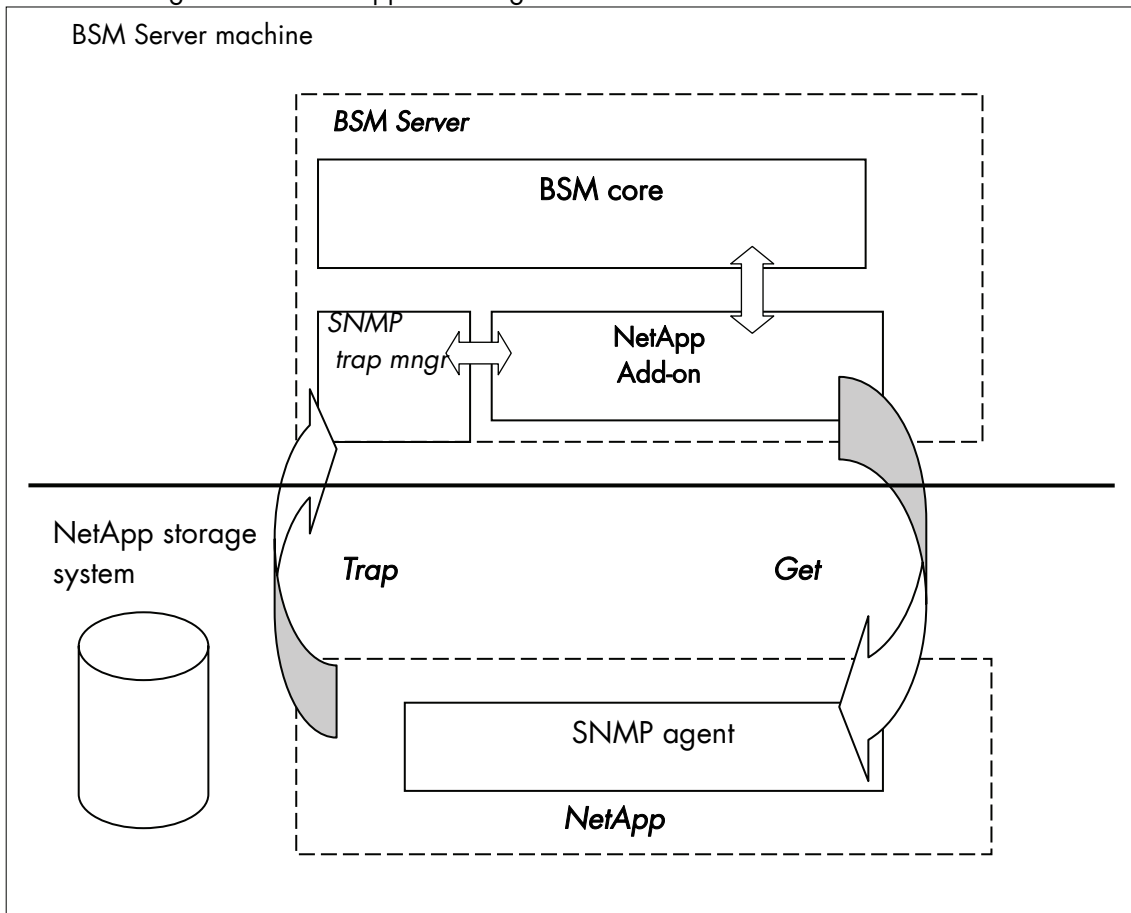 BSM Server machine
BSM Server
BSM core
SNMP
trap mngr
NetApp
Add-on
NetApp storage
system
Trap
Get
SNMP agent
NetApp